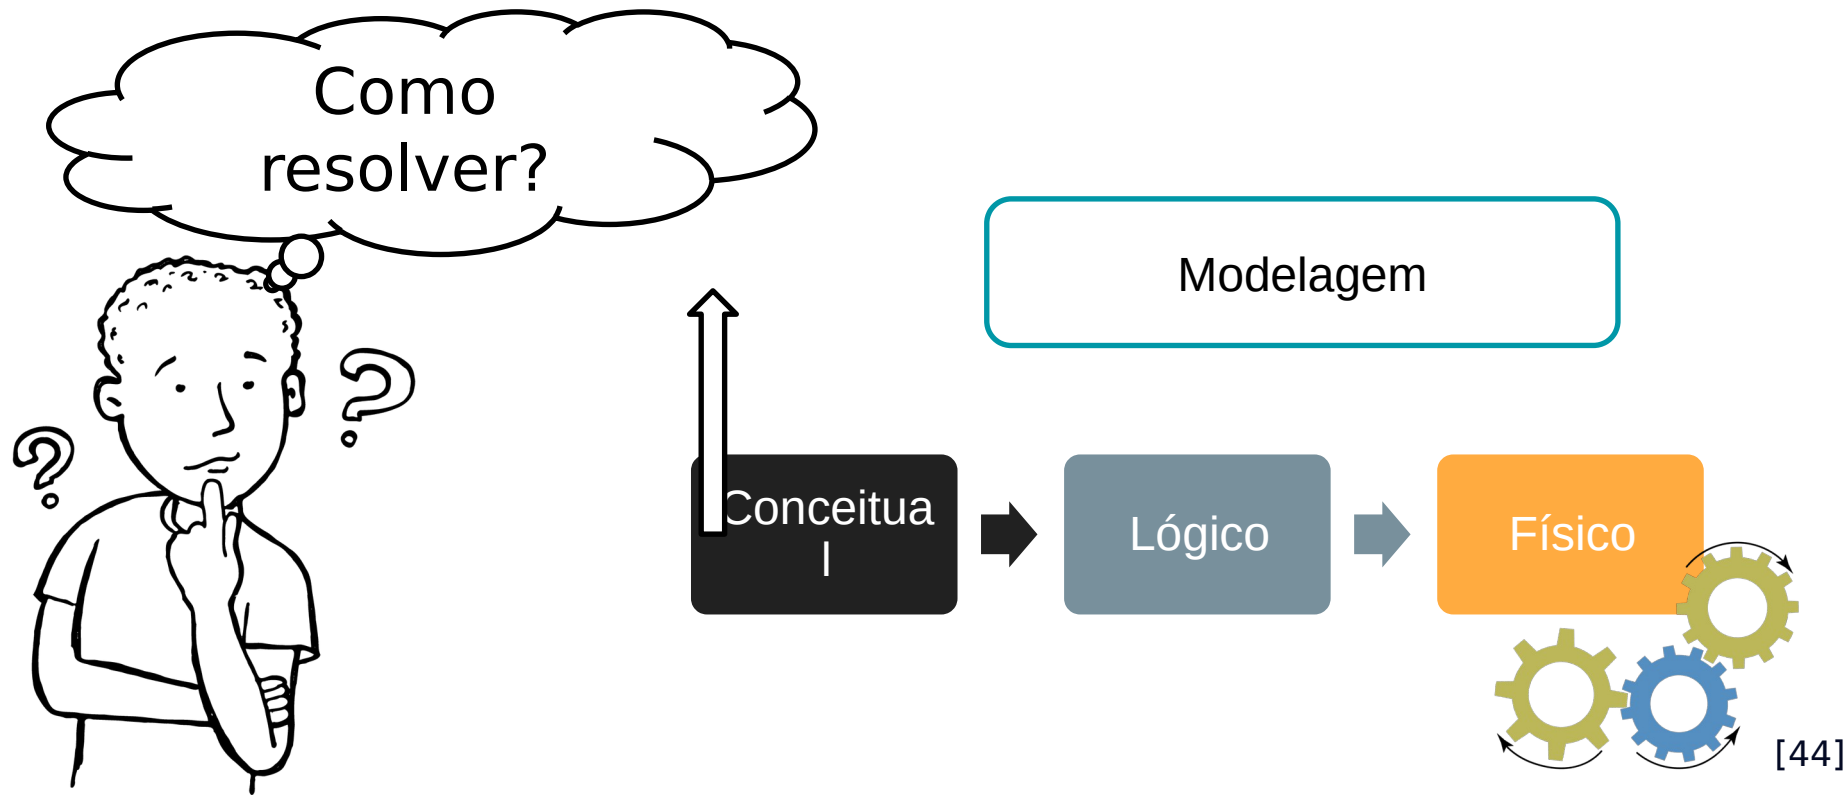 Como
resolver?
Modelagem
Conceitua
l
Lógico
Físico
[44]